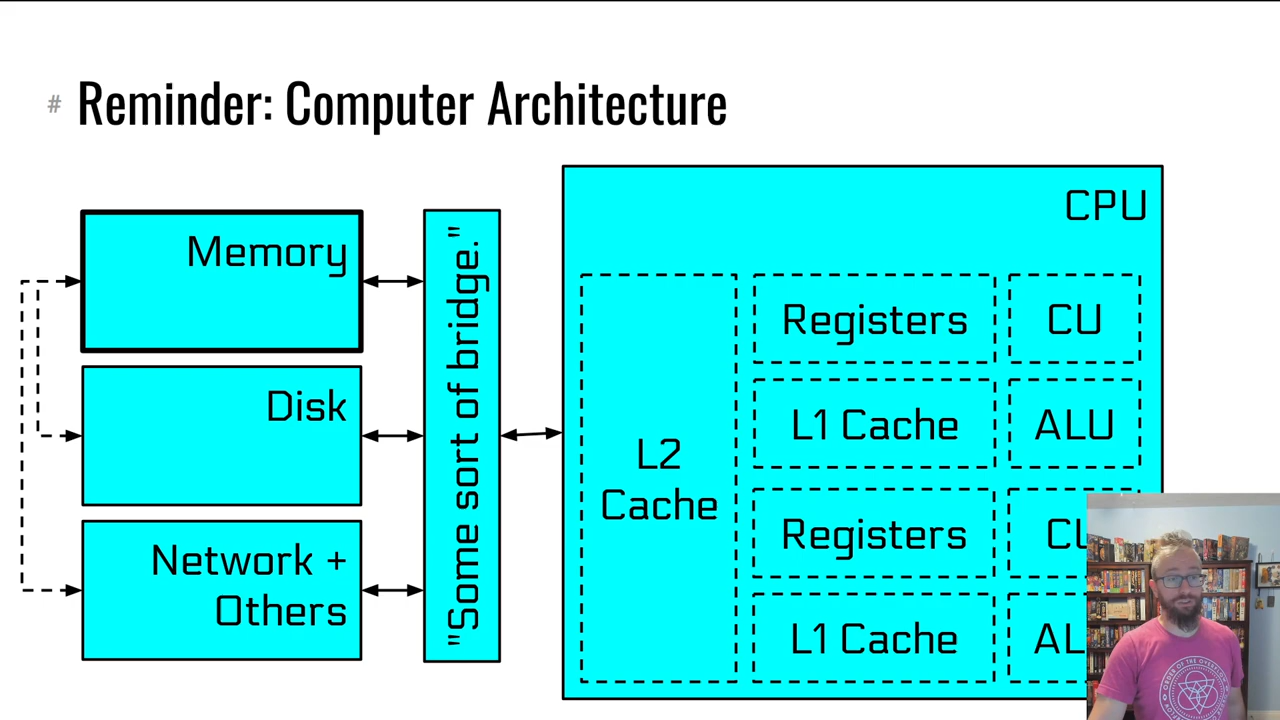 # Reminder: Computer Architecture
Memory
Disk
Network +
Others
"Some sort of bridge."
CPU
L2
Cache
Registers
CU
L1 Cache
ALU
Registers
L1 Cache